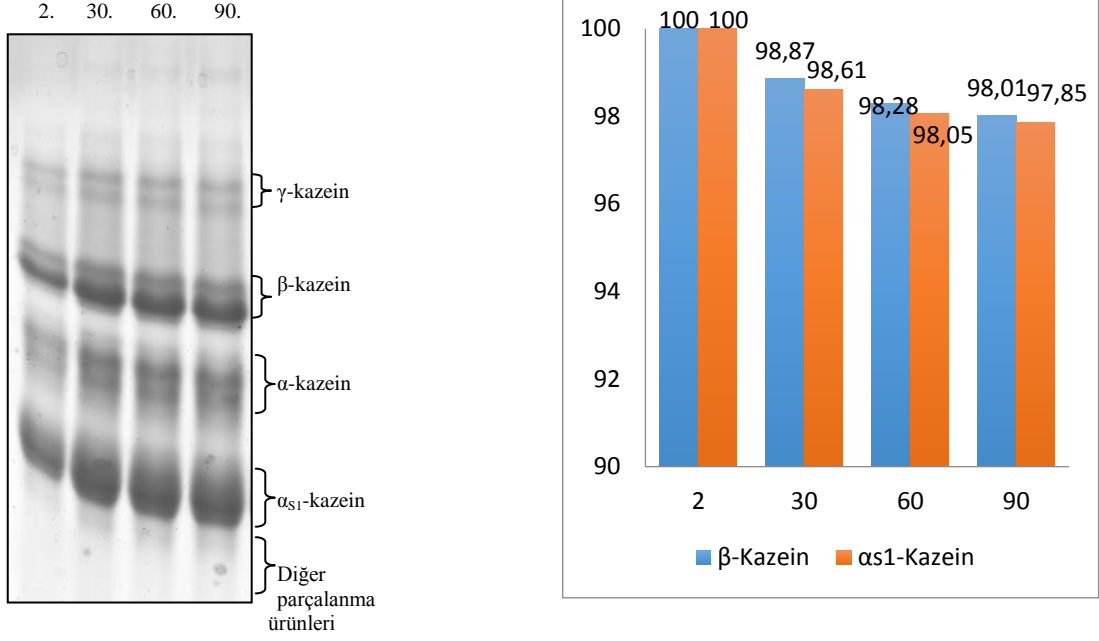 2. 30. 60. 90.
γ-kazein
β-kazein
α-kazein
αS1-kazein
Diğer
parçalanma
ürünleri
100
98
96
94
92
90
100 100
98,87
98,61
98,28
98,05
98,01
97,85
2 30 60 90
β-Kazein αs1-Kazein